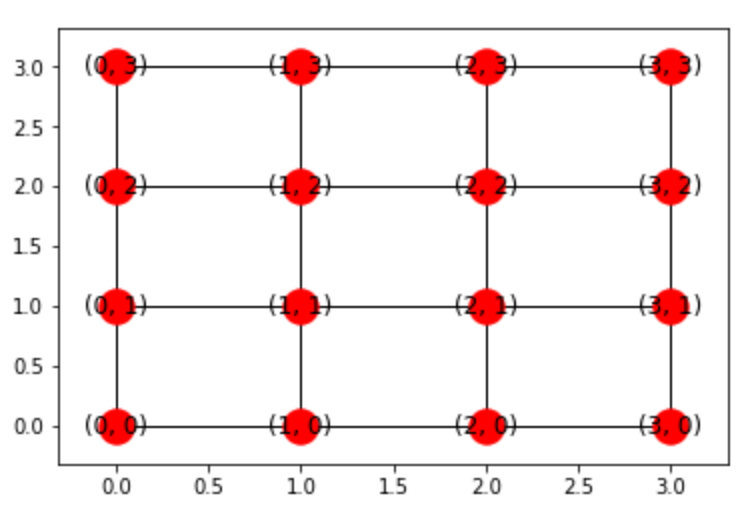 3.0 (0, 3) (1, 3) (2, 3) (3, 3)
2.5
2.0 (0, 2) (1, 2) (2, 2) (3, 2)
1.5
1.0 (0, 1) (1, 1) (2, 1) (3, 1)
0.5
0.0 (0, 0) (1, 0) (2, 0) (3, 0)
0.0 0.5 1.0 1.5 2.0 2.5 3.0